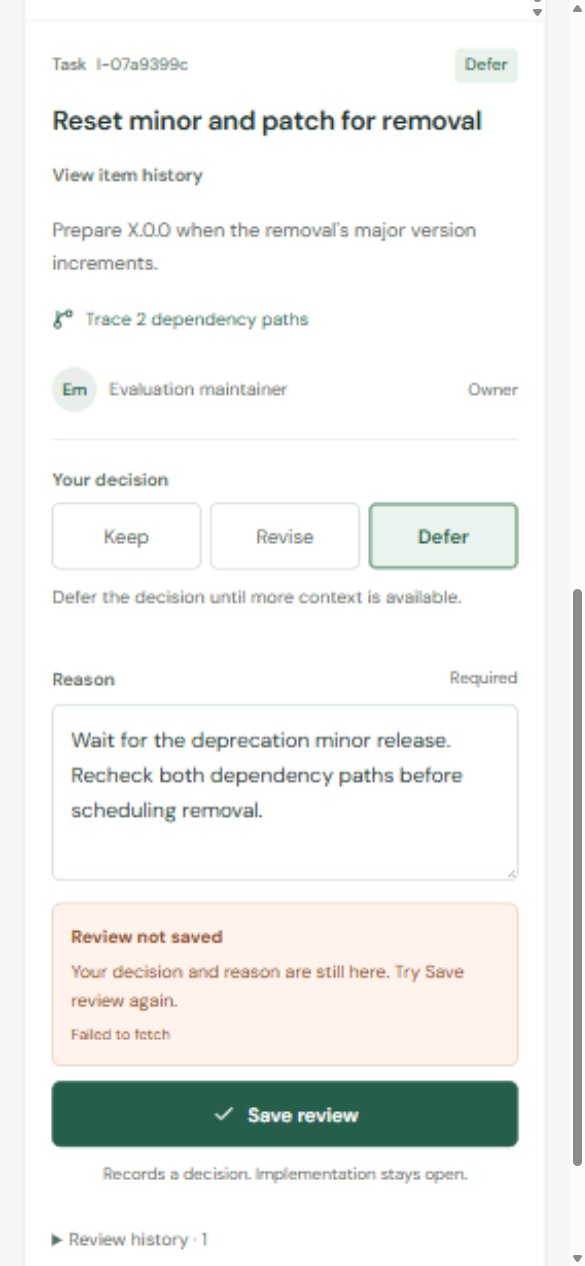 Task I-07a9399c
Defer
Reset minor and patch for removal
View item history
Prepare X.0.0 when the removal's major version
increments.
Trace 2 dependency paths
Em Evaluation maintainer Owner
Your decision
Keep Revise Defer
Defer the decision until more context is available.
Reason Required
Wait for the deprecation minor release.
Recheck both dependency paths before
scheduling removal.
Review not saved
Your decision and reason are still here. Try Save
review again.
Failed to fetch
Save review
Records a decision. Implementation stays open.
Review history · 1